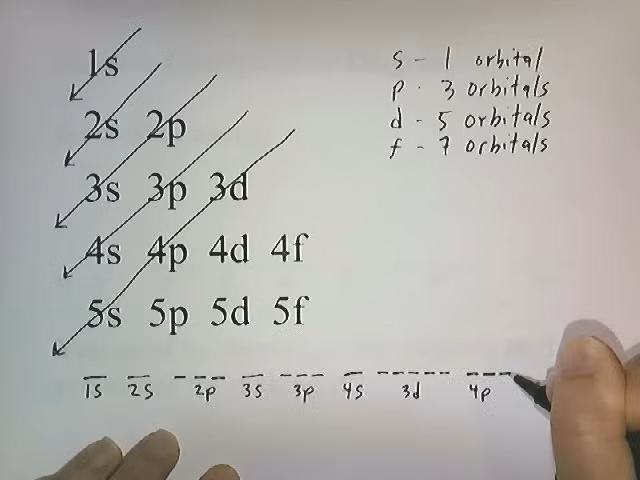 1s
2s 2p
3s 3p 3d
4s 4p 4d 4f
5s 5p 5d 5f
s - 1 orbital
p - 3 orbitals
d - 5 orbitals
f - 7 orbitals
1s 2s 2p 3s 3p 4s 3d 4p